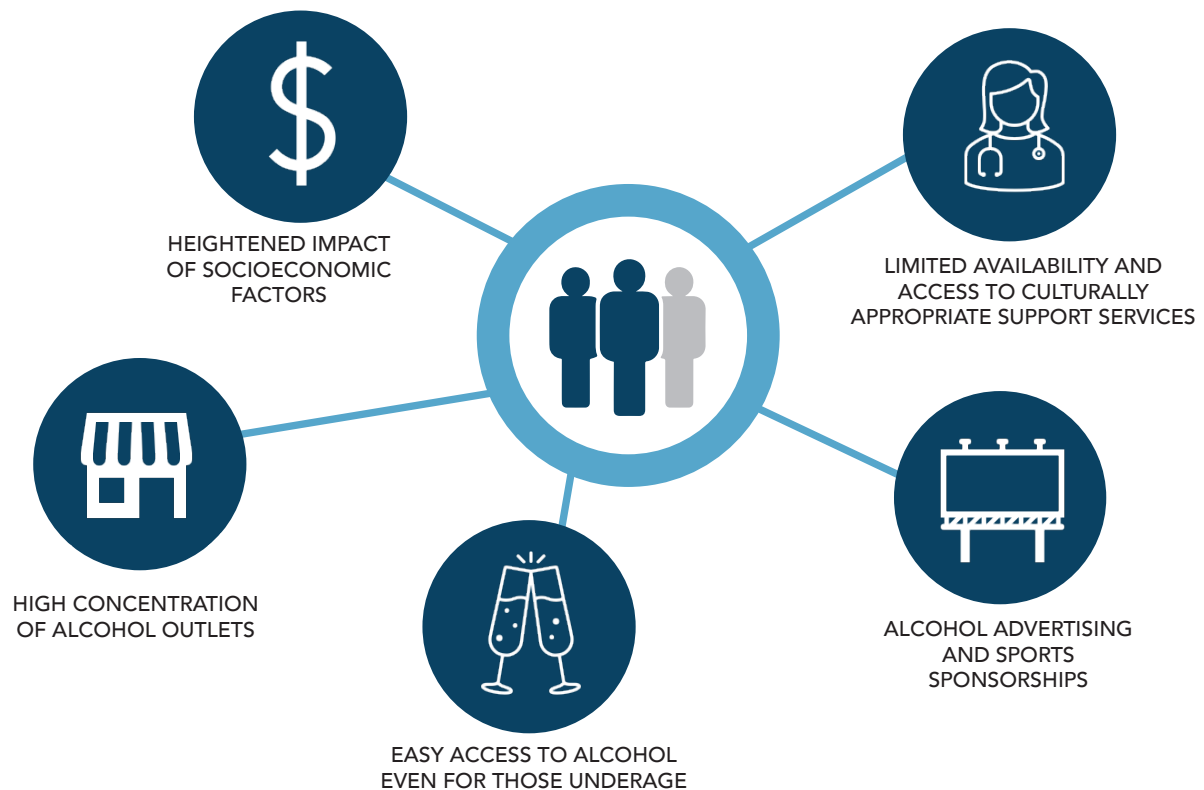 HEIGHTENED IMPACT
OF SOCIOECONOMIC
FACTORS
LIMITED AVAILABILITY AND
ACCESS TO CULTURALLY
APPROPRIATE SUPPORT SERVICES
HIGH CONCENTRATION
OF ALCOHOL OUTLETS
ALCOHOL ADVERTISING
AND SPORTS
SPONSORSHIPS
EASY ACCESS TO ALCOHOL
EVEN FOR THOSE UNDERAGE